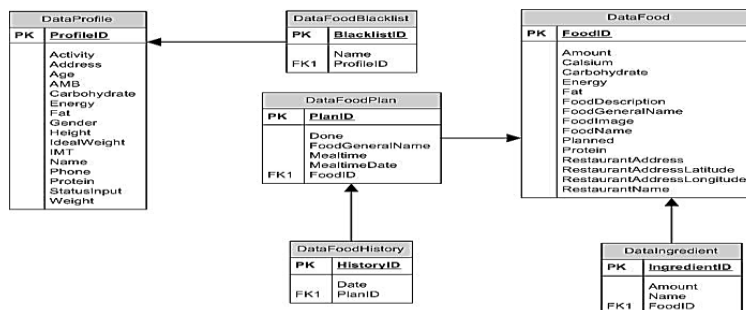 DataProfile
PK ProfileID
Activity
Address
Age
AMB
Carbohydrate
Energy
Fat
Gender
Height
IdealWeight
IMT
Name
Phone
Protein
StatusInput
Weight
DataFoodBlacklist
PK BlacklistID
Name
FK1 ProfileID
DataFoodPlan
PK PlanID
Done
FoodGeneralName
Mealtime
MealtimeDate
FK1 FoodID
DataFoodHistory
PK HistoryID
Date
FK1 PlanID
DataFood
PK FoodID
Amount
Calsium
Carbohydrate
Energy
Fat
FoodDescription
FoodGeneralName
FoodImage
FoodName
Planned
Protein
RestaurantAddress
RestaurantAddressLatitude
RestaurantAddressLongitude
RestaurantName
DataIngredient
PK IngredientID
Amount
Name
FK1 FoodID